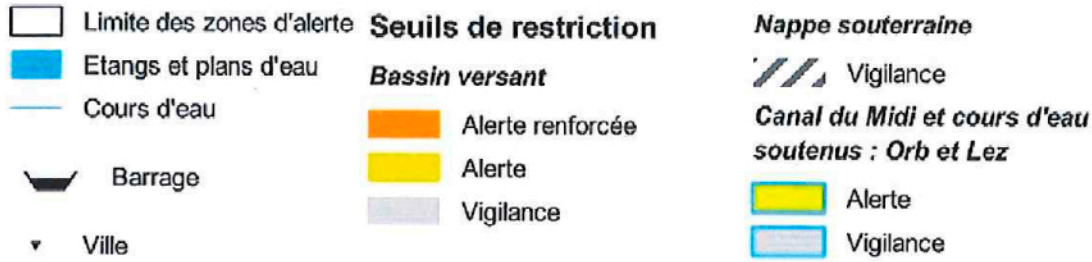 Limite des zones d'alerte
Etangs et plans d'eau
Cours d'eau
Barrage
Ville
Seuils de restriction
Bassin versant
Alerte renforcée
Alerte
Vigilance
Nappe souterraine
Vigilance
Canal du Midi et cours d'eau
soutenus : Orb et Lez
Alerte
Vigilance